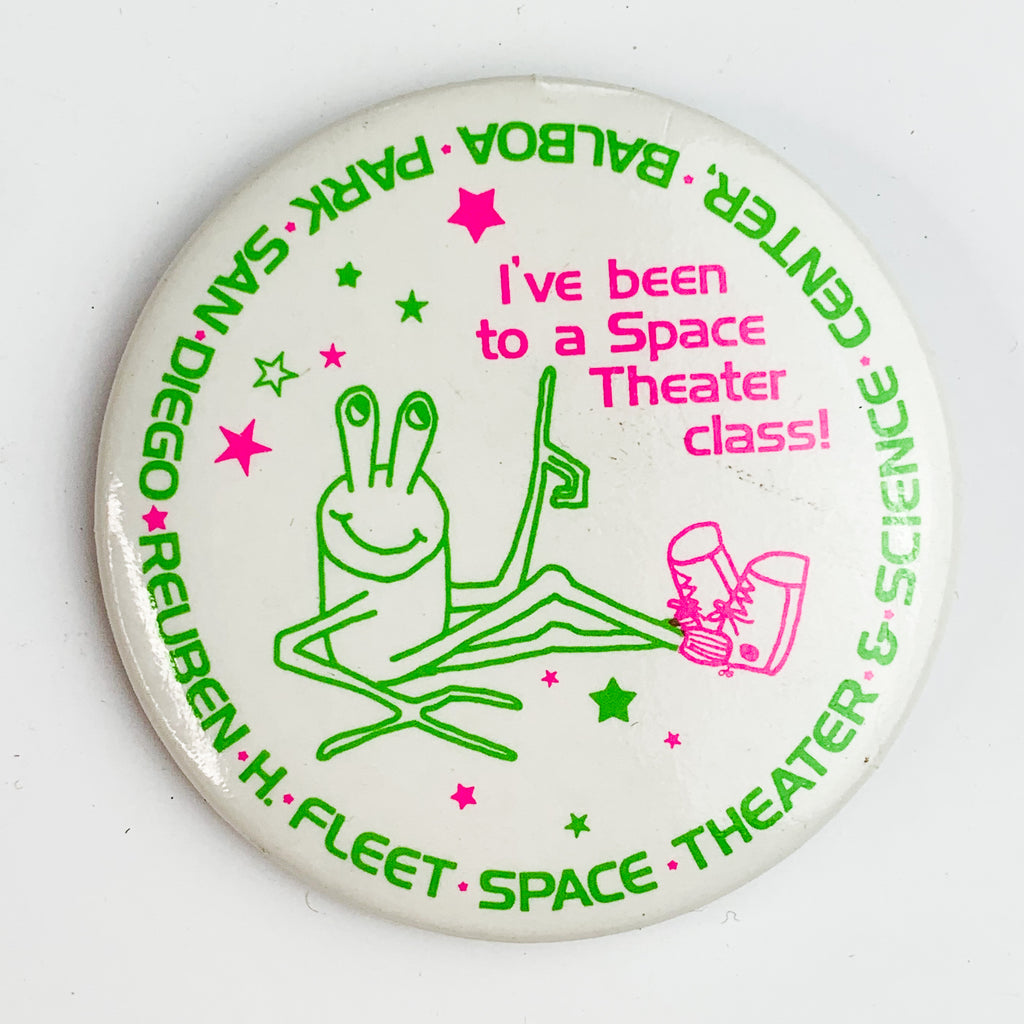 I've been
to a Space
Theater
class!
REUBEN · H. · FLEET · SPACE · THEATER · & · SCIENCE · CENTER, · BALBOA · PARK · SAN · DIEGO